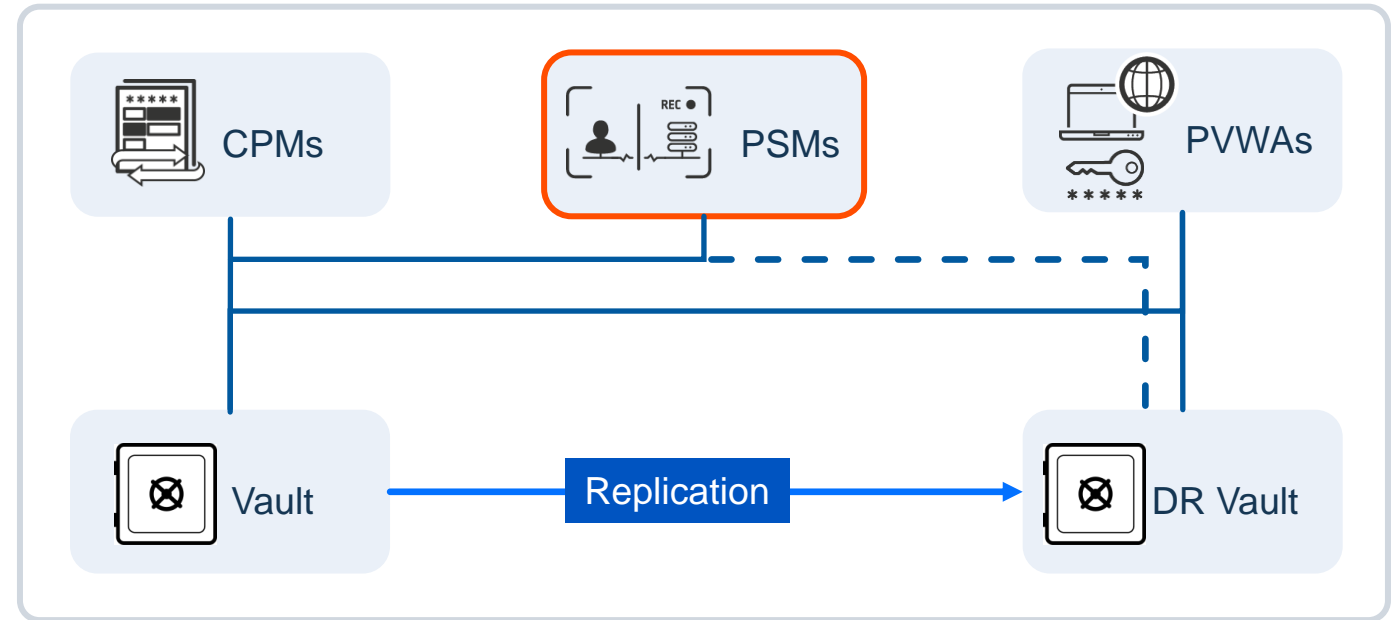 *****
CPMs
REC
PSMs
PVWAs
*****
Vault
Replication
DR Vault